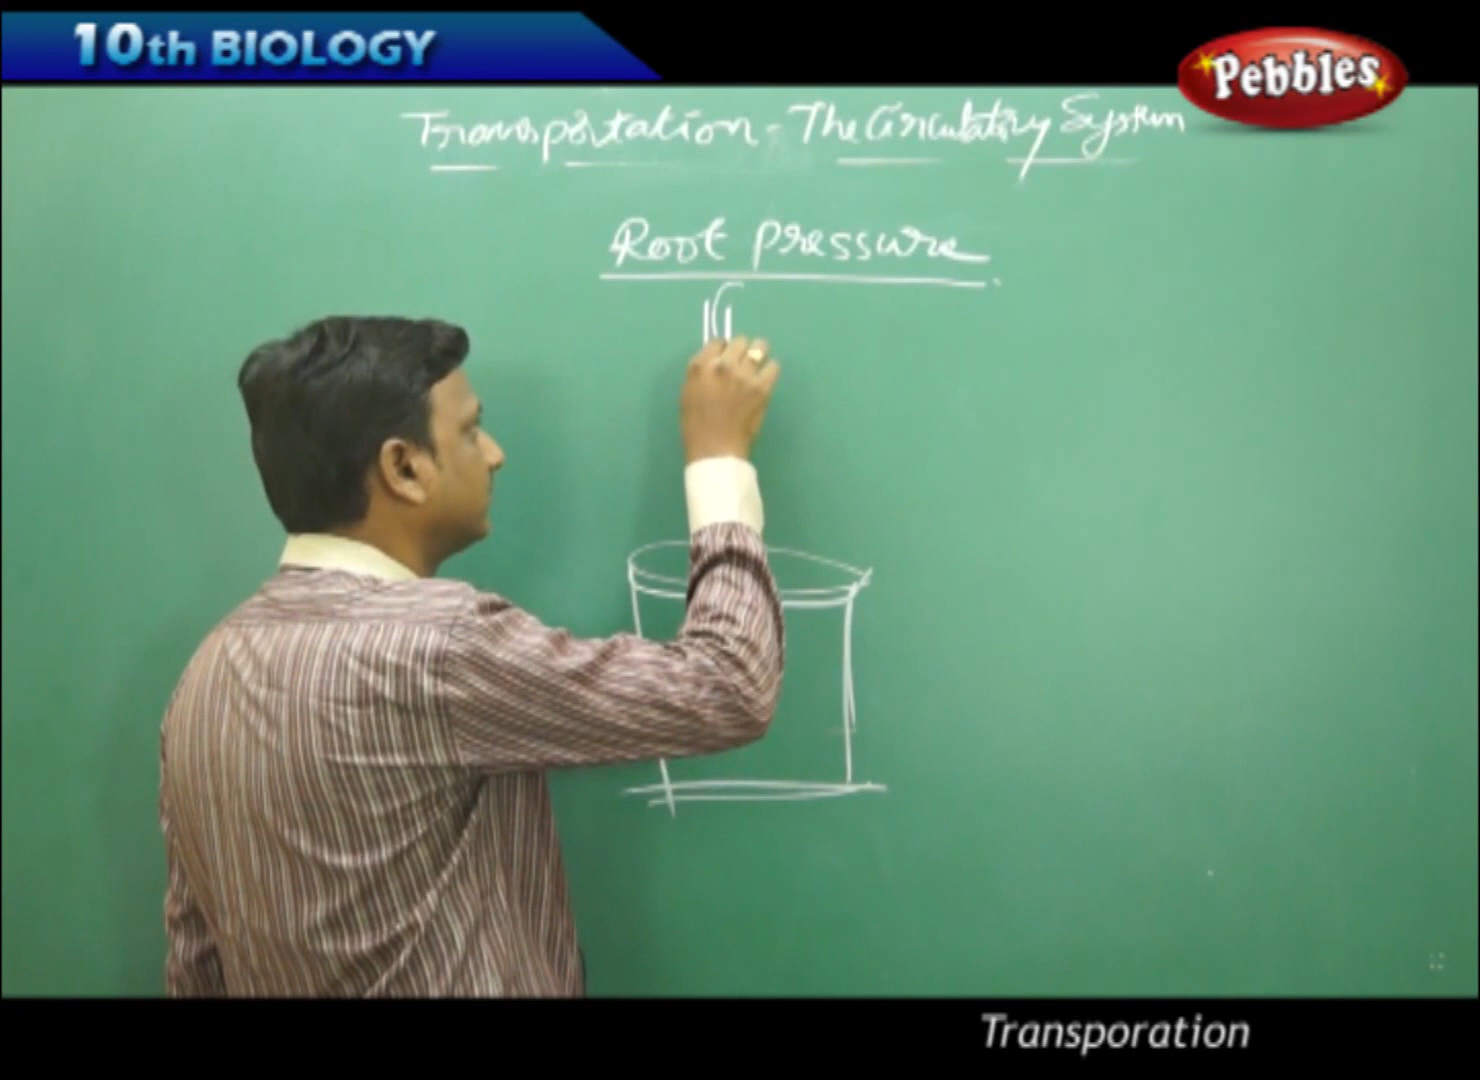 10th BIOLOGY
Pebbles
Transportation - The Circulatory System
Root Pressure
Transporation